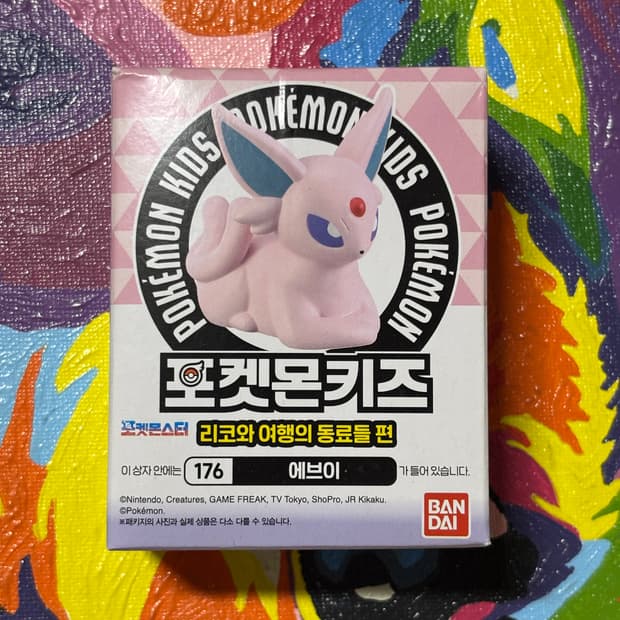 POKÉMON KIDS POKÉMON KIDS POKÉMON
포켓몬키즈
포켓몬스터 리코와 여행의 동료들 편
이 상자 안에는 176 에브이 가 들어 있습니다.
©Nintendo, Creatures, GAME FREAK, TV Tokyo, ShoPro, JR Kikaku.
©Pokémon.
※패키지의 사진과 실제 상품은 다소 다를 수 있습니다.
BAN
DAI